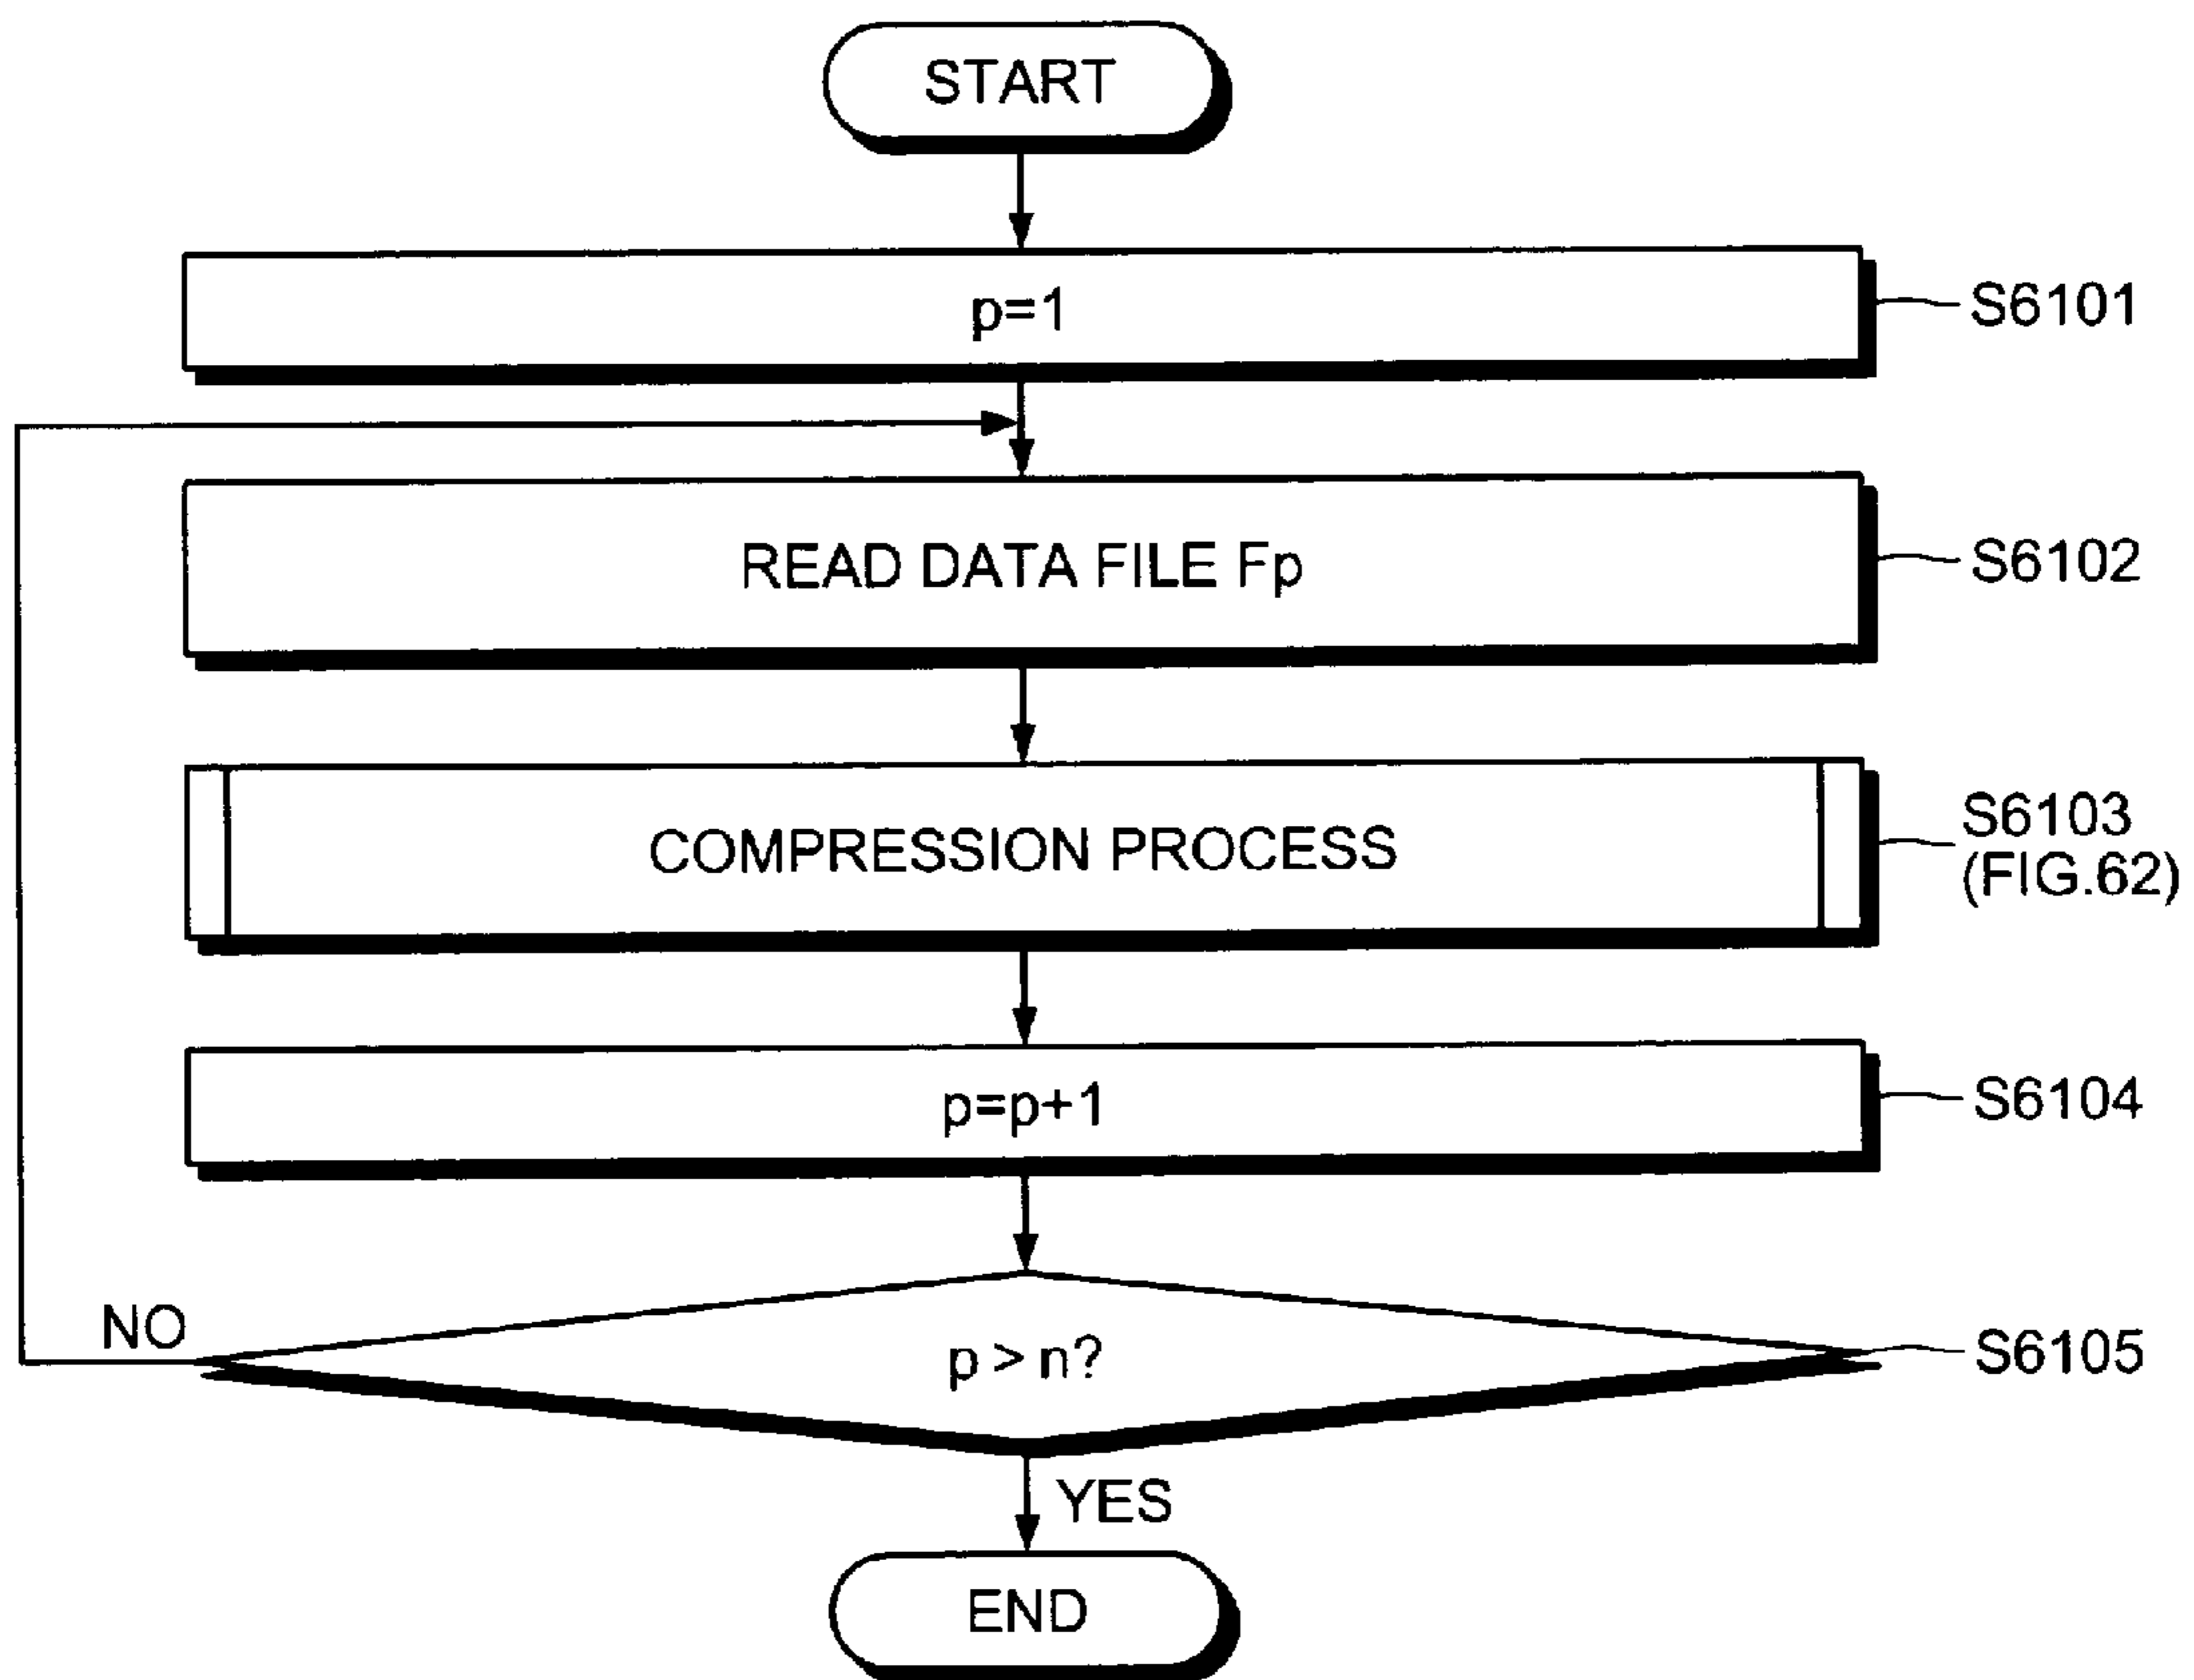 START
p=1
S6101
READ DATA FILE Fp
S6102
COMPRESSION PROCESS
S6103
(FIG.62)
p=p+1
S6104
NO
p > n?
S6105
YES
END